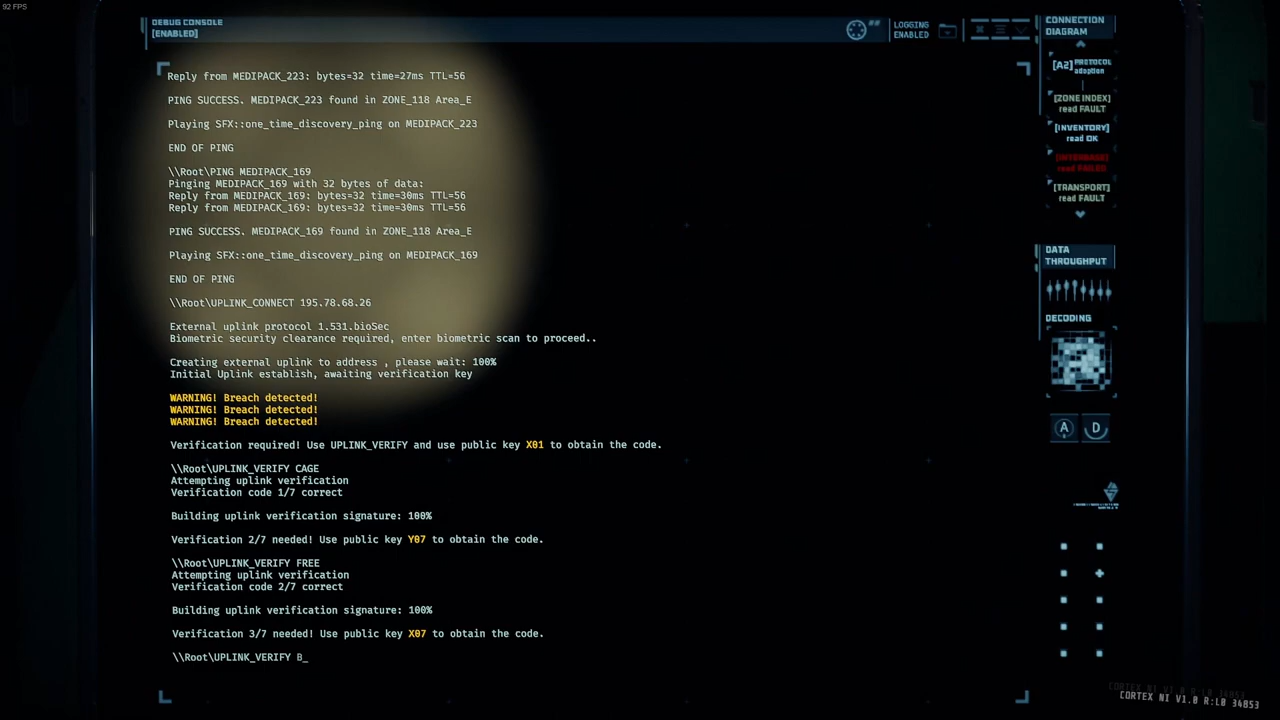 92 FPS
DEBUG CONSOLE
[ENABLED]
LOGGING
ENABLED
CONNECTION
DIAGRAM
Reply from MEDIPACK_223: bytes=32 time=27ms TTL=56
PING SUCCESS. MEDIPACK_223 found in ZONE_118 Area_E
Playing SFX::one_time_discovery_ping on MEDIPACK_223
END OF PING
\\Root\PING MEDIPACK_169
Pinging MEDIPACK_169 with 32 bytes of data:
Reply from MEDIPACK_169: bytes=32 time=30ms TTL=56
Reply from MEDIPACK_169: bytes=32 time=30ms TTL=56
PING SUCCESS. MEDIPACK_169 found in ZONE_118 Area_E
Playing SFX::one_time_discovery_ping on MEDIPACK_169
END OF PING
\\Root\UPLINK_CONNECT 195.78.68.26
External uplink protocol 1.531.bioSec
Biometric security clearance required, enter biometric scan to proceed..
Creating external uplink to address , please wait: 100%
Initial Uplink establish, awaiting verification key
WARNING! Breach detected!
WARNING! Breach detected!
WARNING! Breach detected!
Verification required! Use UPLINK_VERIFY and use public key X01 to obtain the code.
\\Root\UPLINK_VERIFY CAGE
Attempting uplink verification
Verification code 1/7 correct
Building uplink verification signature: 100%
Verification 2/7 needed! Use public key Y07 to obtain the code.
\\Root\UPLINK_VERIFY FREE
Attempting uplink verification
Verification code 2/7 correct
Building uplink verification signature: 100%
Verification 3/7 needed! Use public key X07 to obtain the code.
\\Root\UPLINK_VERIFY B_
[A2] PROTOCOL
adoption
[ZONE INDEX]
read FAULT
[INVENTORY]
read OK
read FAILED
[TRANSPORT]
read FAULT
DATA
THROUGHPUT
DECODING
A D
CORTEX NI V1.0 R:L0 34853